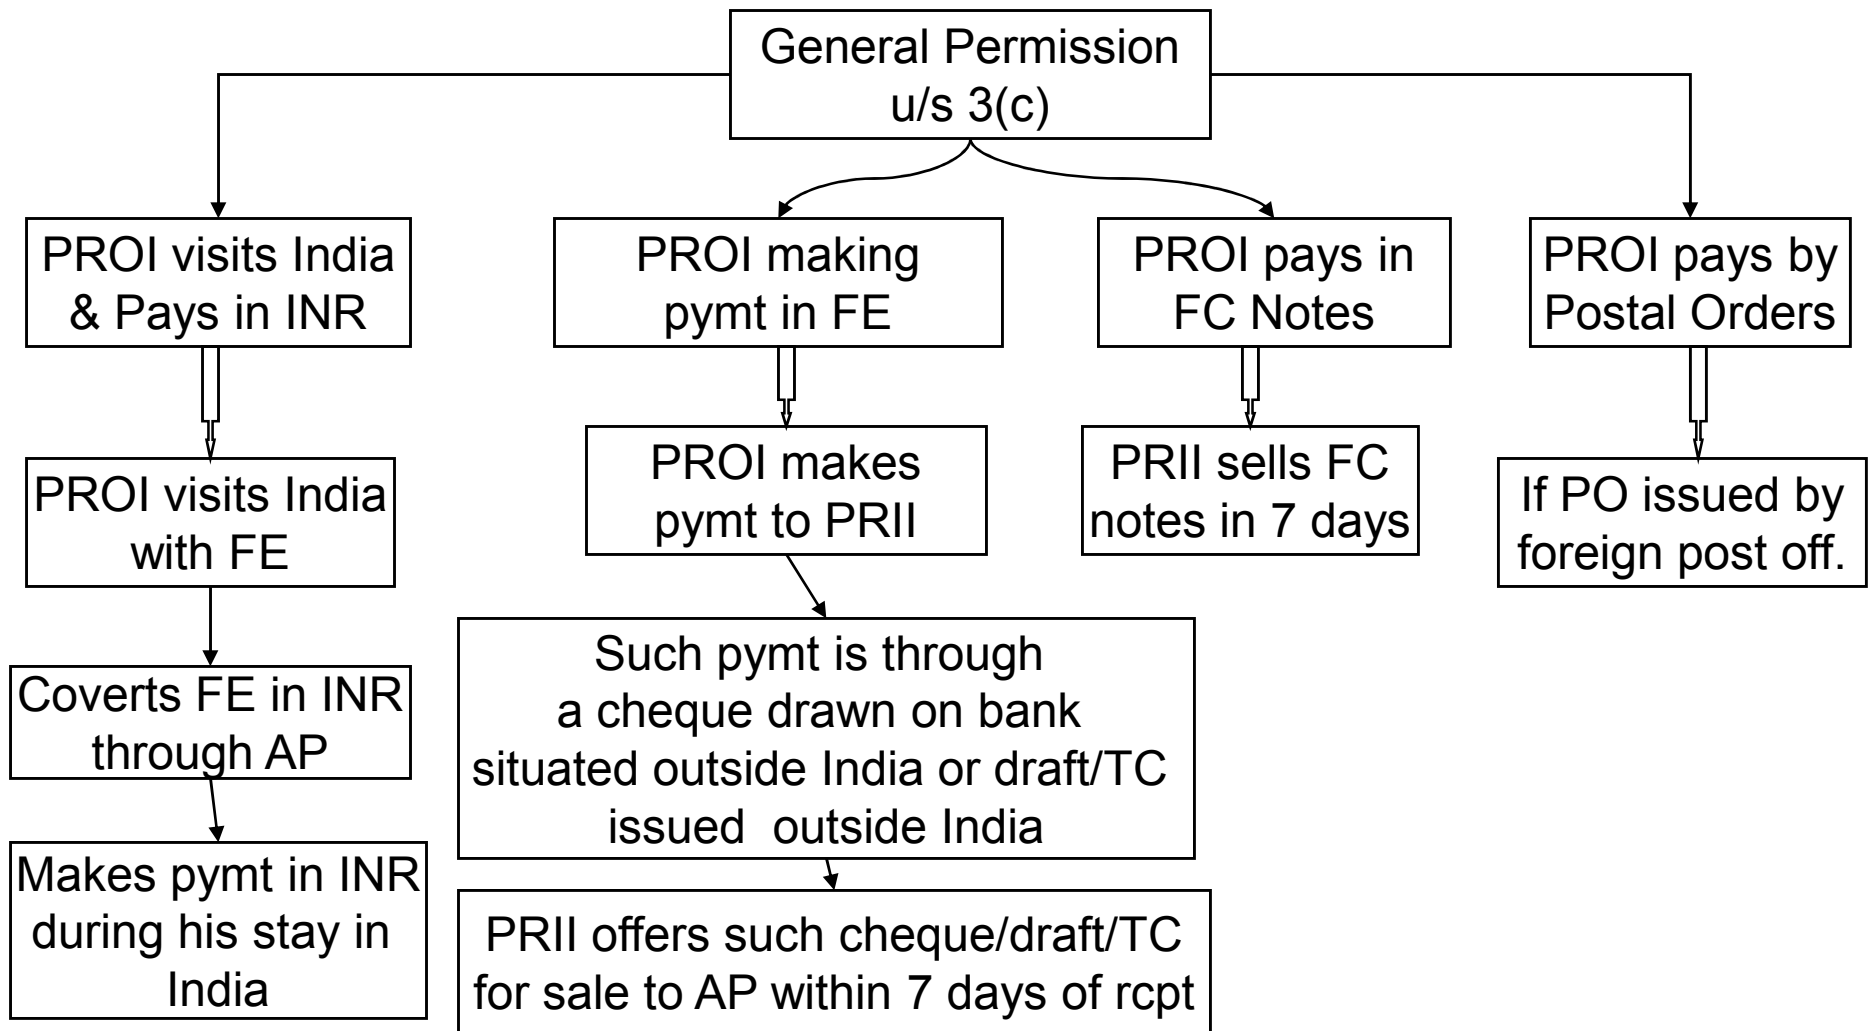 General Permission
u/s 3(c)
PROI visits India
& Pays in INR
PROI making
pymt in FE
PROI pays in
FC Notes
PROI pays by
Postal Orders
PROI visits India
with FE
PROI makes
pymt to PRII
PRII sells FC
notes in 7 days
If PO issued by
foreign post off.
Coverts FE in INR
through AP
Such pymt is through
a cheque drawn on bank
situated outside India or draft/TC
issued outside India
Makes pymt in INR
during his stay in
India
PRII offers such cheque/draft/TC
for sale to AP within 7 days of rcpt